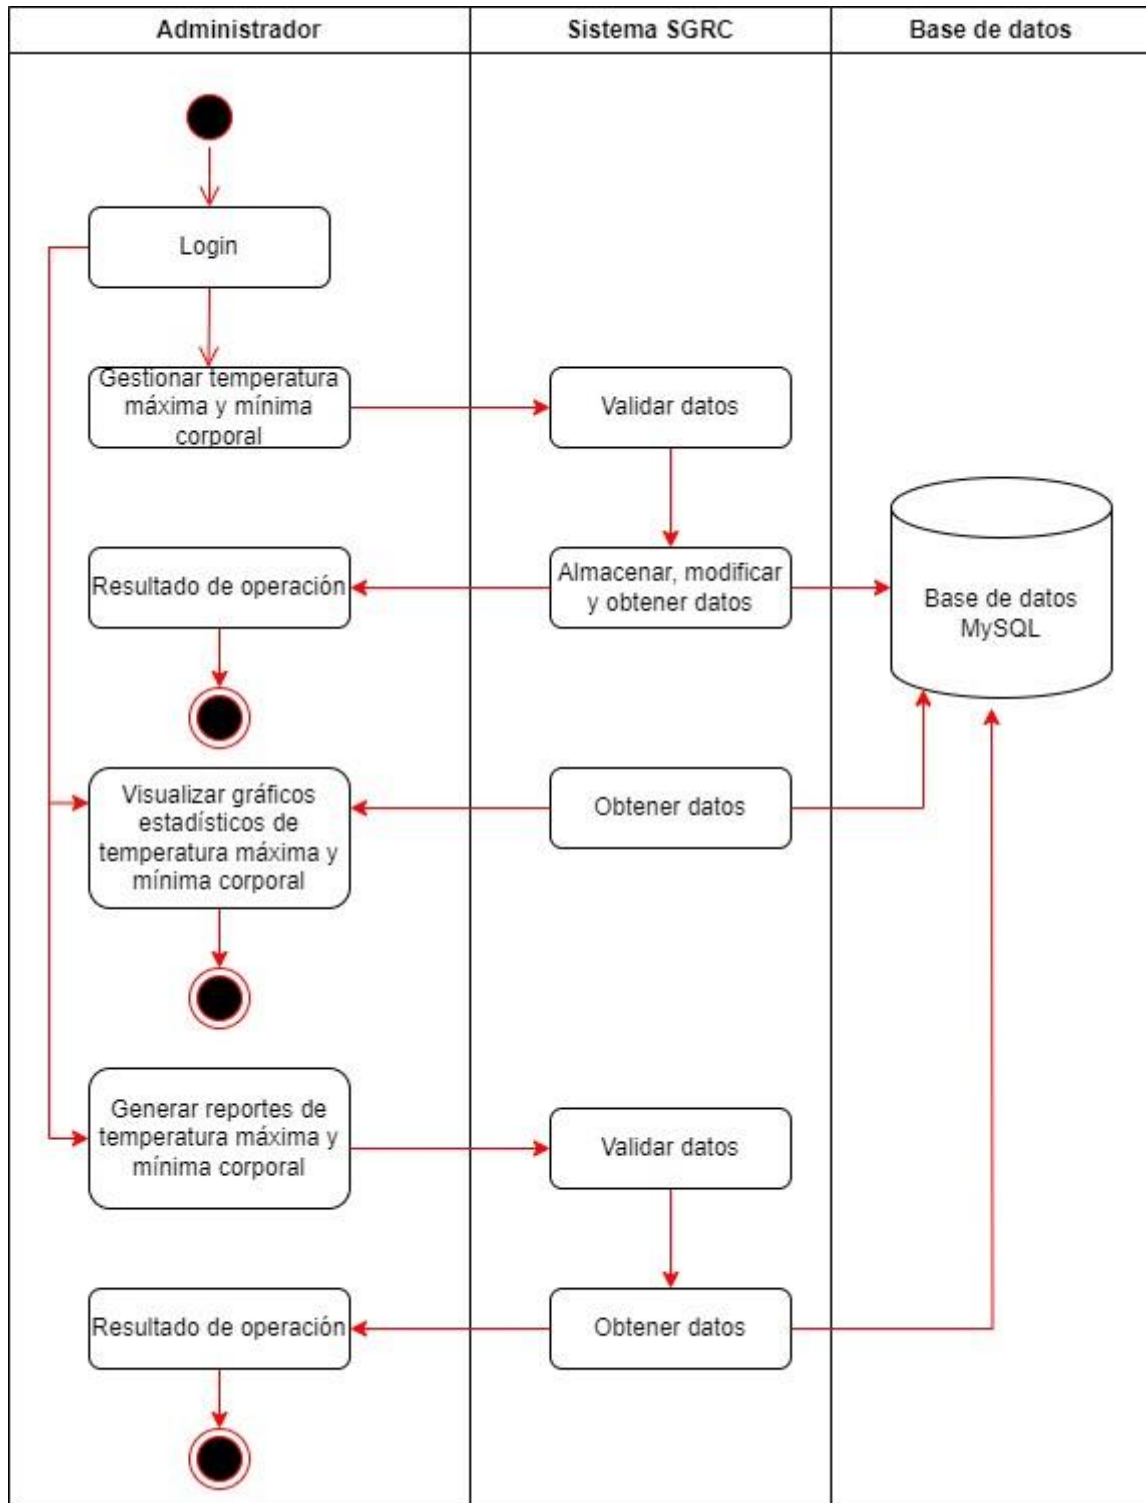 Administrador
Sistema SGRC
Base de datos
Login
Gestionar temperatura
máxima y mínima
corporal
Validar datos
Resultado de operación
Almacenar, modificar
y obtener datos
Base de datos
MySQL
Visualizar gráficos
estadísticos de
temperatura máxima y
mínima corporal
Obtener datos
Generar reportes de
temperatura máxima y
mínima corporal
Validar datos
Resultado de operación
Obtener datos